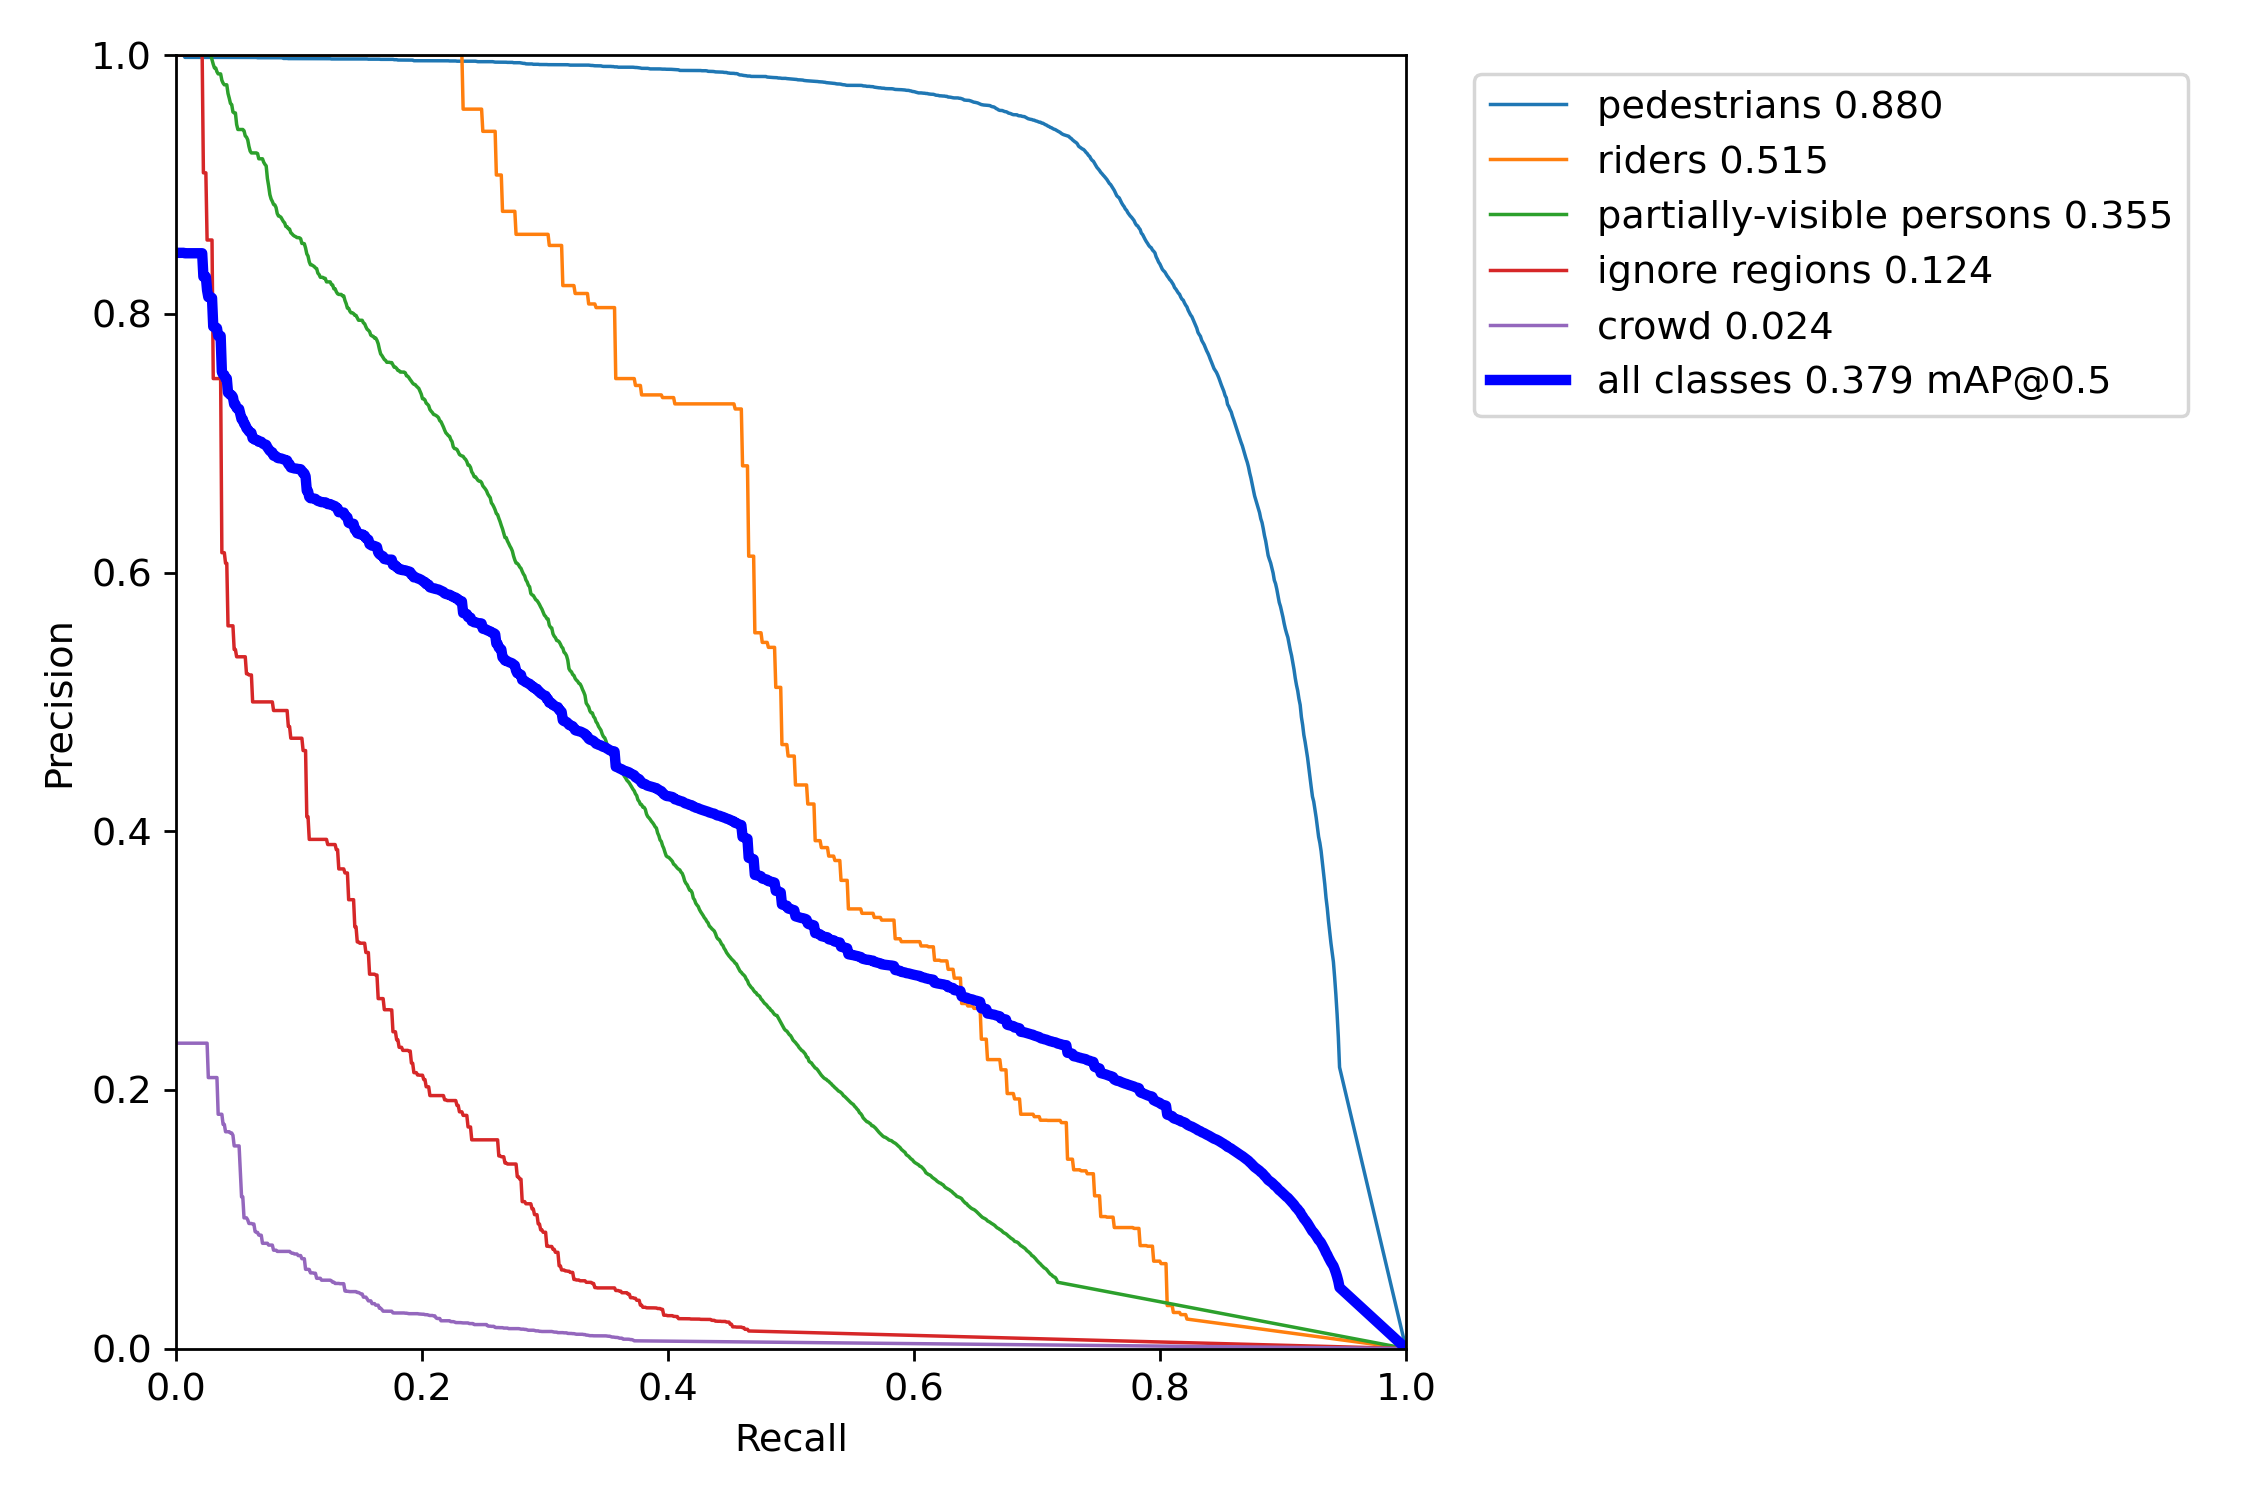 1.0
0.8
0.6
0.4
0.2
0.0
Precision
0.0 0.2 0.4 0.6 0.8 1.0
Recall
pedestrians 0.880
riders 0.515
partially-visible persons 0.355
ignore regions 0.124
crowd 0.024
all classes 0.379 mAP@0.5